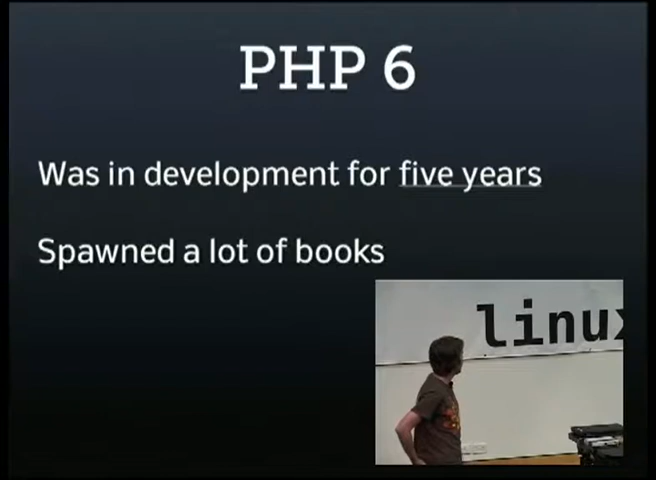 PHP 6
Was in development for five years
Spawned a lot of books
linux